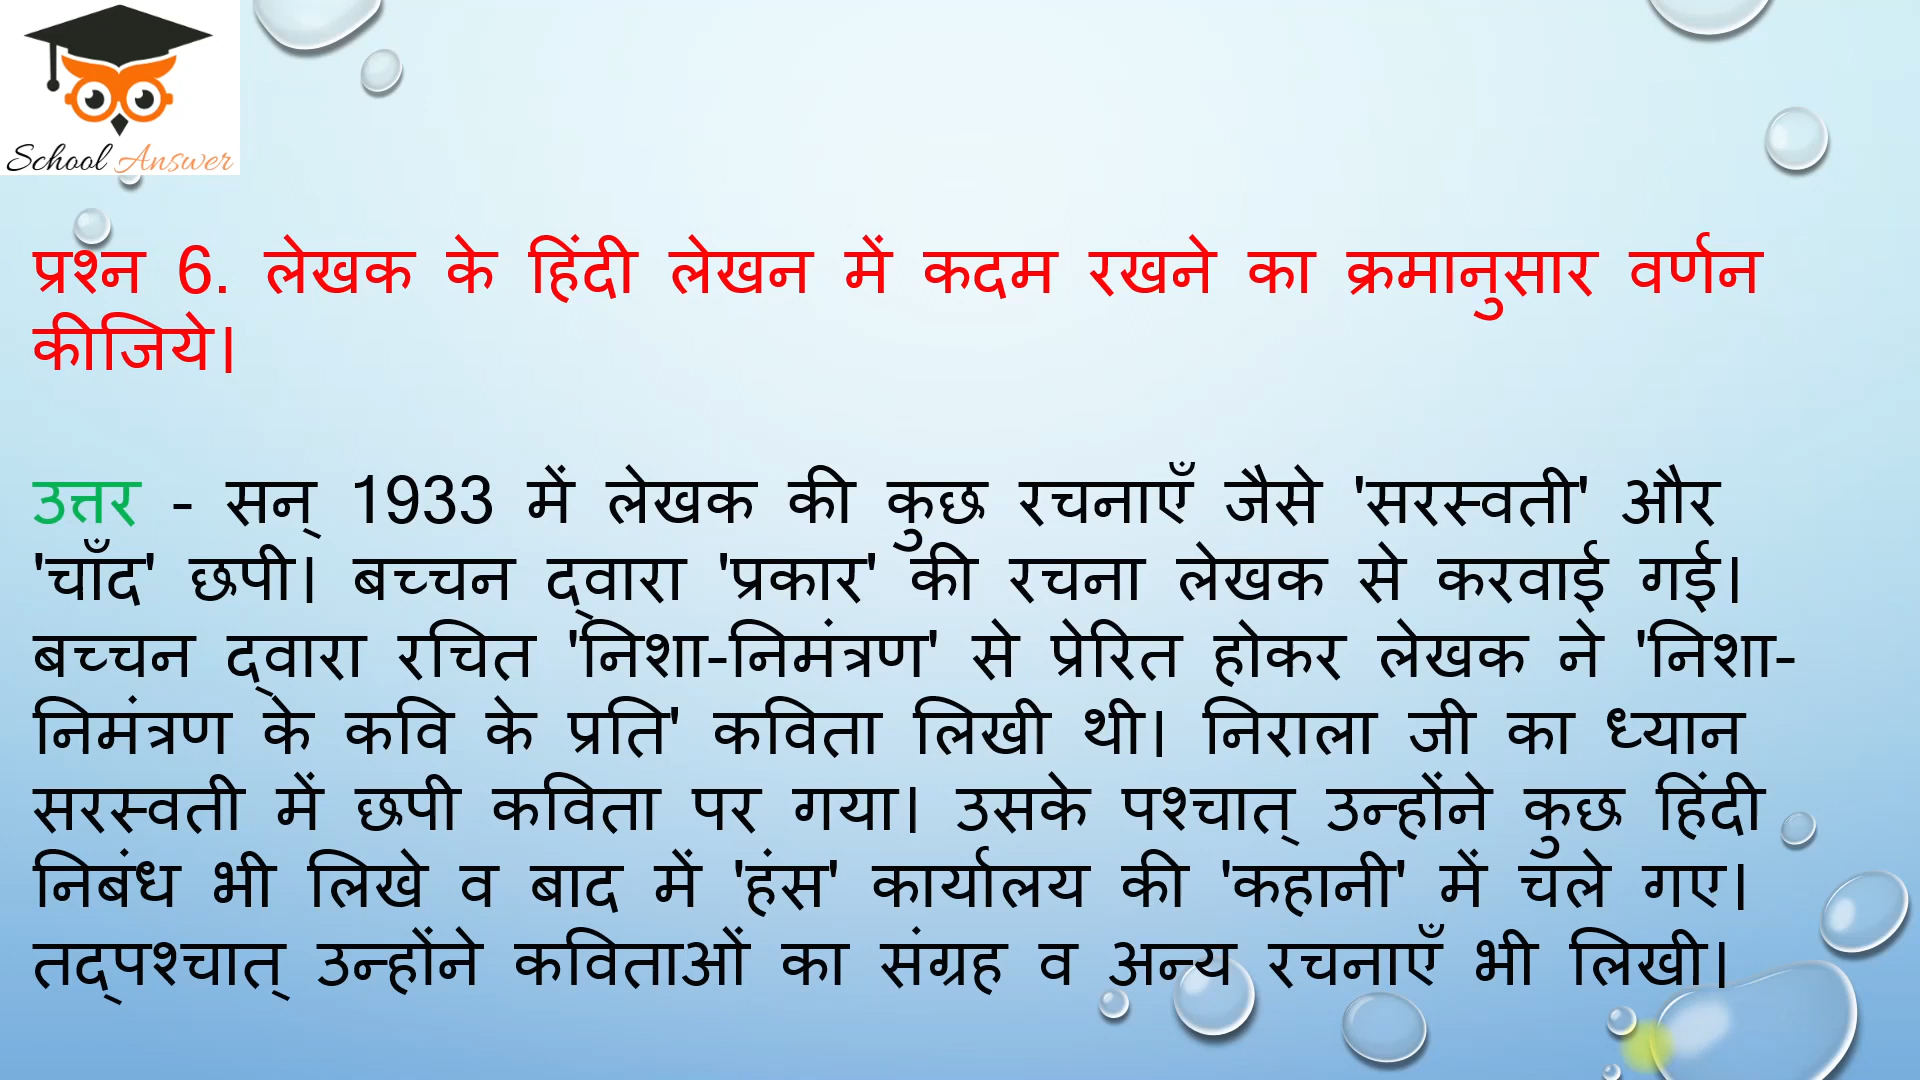 School Answer
प्रश्न 6. लेखक के हिंदी लेखन में कदम रखने का क्रमानुसार वर्णन
कीजिये।
उत्तर - सन् 1933 में लेखक की कुछ रचनाएँ जैसे 'सरस्वती' और
'चाँद' छपी। बच्चन द्वारा 'प्रकार' की रचना लेखक से करवाई गई।
बच्चन द्वारा रचित 'निशा-निमंत्रण' से प्रेरित होकर लेखक ने 'निशा-
निमंत्रण के कवि के प्रति' कविता लिखी थी। निराला जी का ध्यान
सरस्वती में छपी कविता पर गया। उसके पश्चात् उन्होंने कुछ हिंदी
निबंध भी लिखे व बाद में 'हंस' कार्यालय की 'कहानी' में चले गए।
तद्पश्चात् उन्होंने कविताओं का संग्रह व अन्य रचनाएँ भी लिखी।